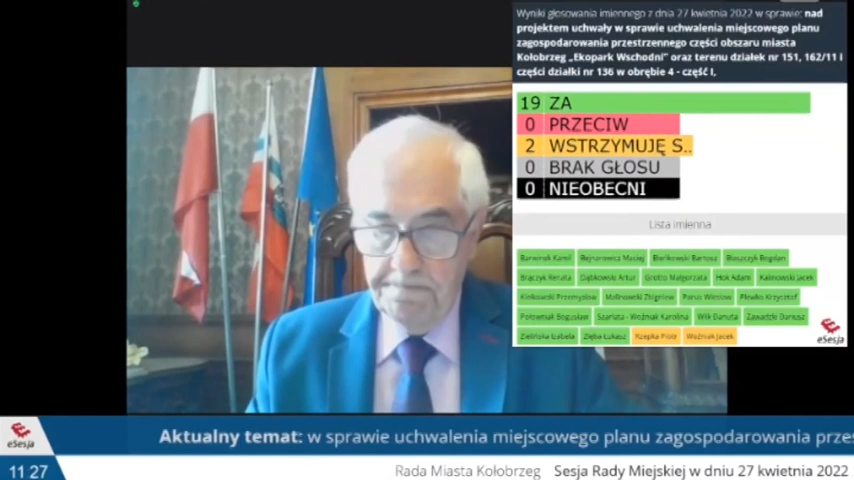 Wyniki głosowania imiennego z dnia 27 kwietnia 2022 w sprawie: nad
projektem uchwały w sprawie uchwalenia miejscowego planu
zagospodarowania przestrzennego części obszaru miasta
Kołobrzeg „Ekopark Wschodni” oraz terenu działek nr 151, 162/11 i
części działki nr 136 w obrębie 4 - część I,
19 ZA
0 PRZECIW
2 WSTRZYMUJĘ S..
0 BRAK GŁOSU
0 NIEOBECNI
Lista imienna
Barwinek Kamil Bejnarowicz Maciej Bieńkowski Bartosz Błaszczyk Bogdan
Brączyk Renata Dąbkowski Artur Grotto Małgorzata Hok Adam Kalinowski Jacek
Kiełkowski Przemysław Malinowski Zbigniew Parus Wiesław Plewko Krzysztof
Potowniak Bogusław Szarłata - Woźniak Karolina Wilk Danuta Zawadzki Dariusz
Zielińska Izabela Zięba Łukasz Rzepka Piotr Woźniak Jacek
eSesja
eSesja
Aktualny temat: w sprawie uchwalenia miejscowego planu zagospodarowania przes
11 27
Rada Miasta Kołobrzeg Sesja Rady Miejskiej w dniu 27 kwietnia 2022